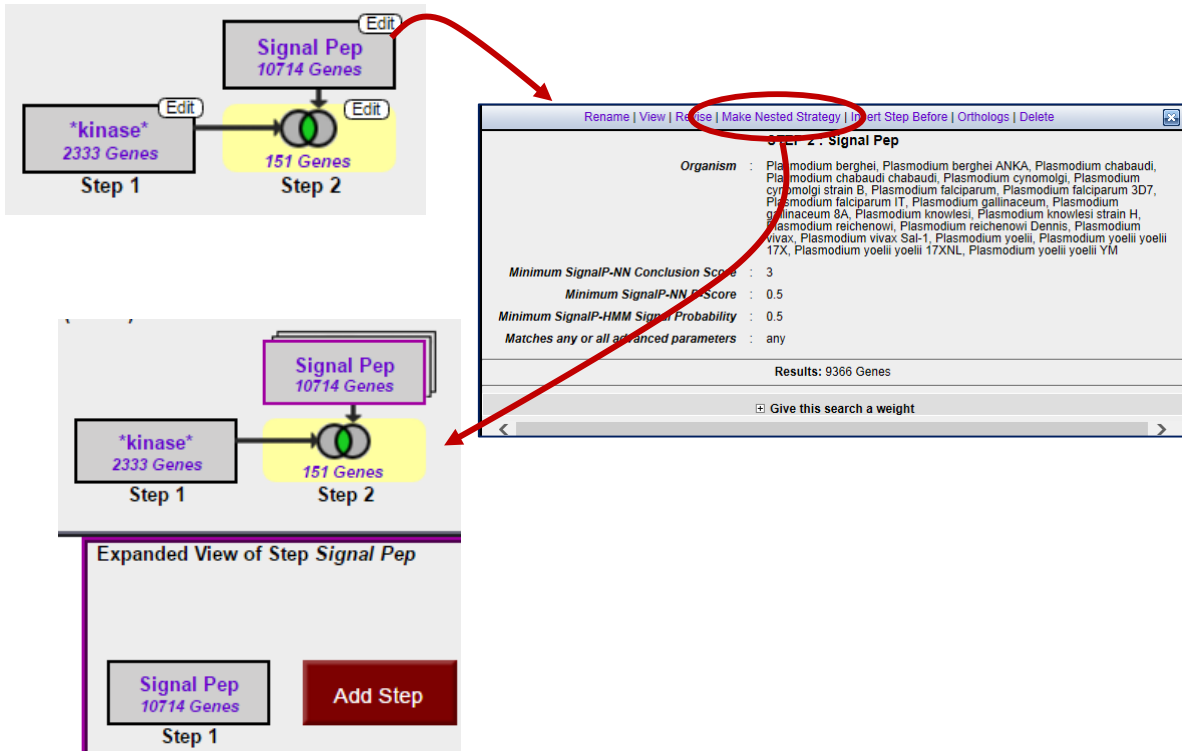 Edit
Signal Pep
10714 Genes
Edit
Edit
*kinase*
2333 Genes
151 Genes
Step 1
Step 2
Rename | View | Revise | Make Nested Strategy | Insert Step Before | Orthologs | Delete
STEP 2 : Signal Pep
Organism : Plasmodium berghei, Plasmodium berghei ANKA, Plasmodium chabaudi,
Plasmodium chabaudi chabaudi, Plasmodium cynomolgi, Plasmodium
cynomolgi strain B, Plasmodium falciparum, Plasmodium falciparum 3D7,
Plasmodium falciparum IT, Plasmodium gallinaceum, Plasmodium
gallinaceum 8A, Plasmodium knowlesi, Plasmodium knowlesi strain H,
Plasmodium reichenowi, Plasmodium reichenowi Dennis, Plasmodium
vivax, Plasmodium vivax Sal-1, Plasmodium yoelii, Plasmodium yoelii yoelii
17X, Plasmodium yoelii yoelii 17XNL, Plasmodium yoelii yoelii YM
Minimum SignalP-NN Conclusion Score : 3
Minimum SignalP-NN D-Score : 0.5
Minimum SignalP-HMM Signal Probability : 0.5
Matches any or all advanced parameters : any
Results: 9366 Genes
Give this search a weight
Signal Pep
10714 Genes
*kinase*
2333 Genes
151 Genes
Step 1
Step 2
Expanded View of Step Signal Pep
Signal Pep
10714 Genes
Add Step
Step 1